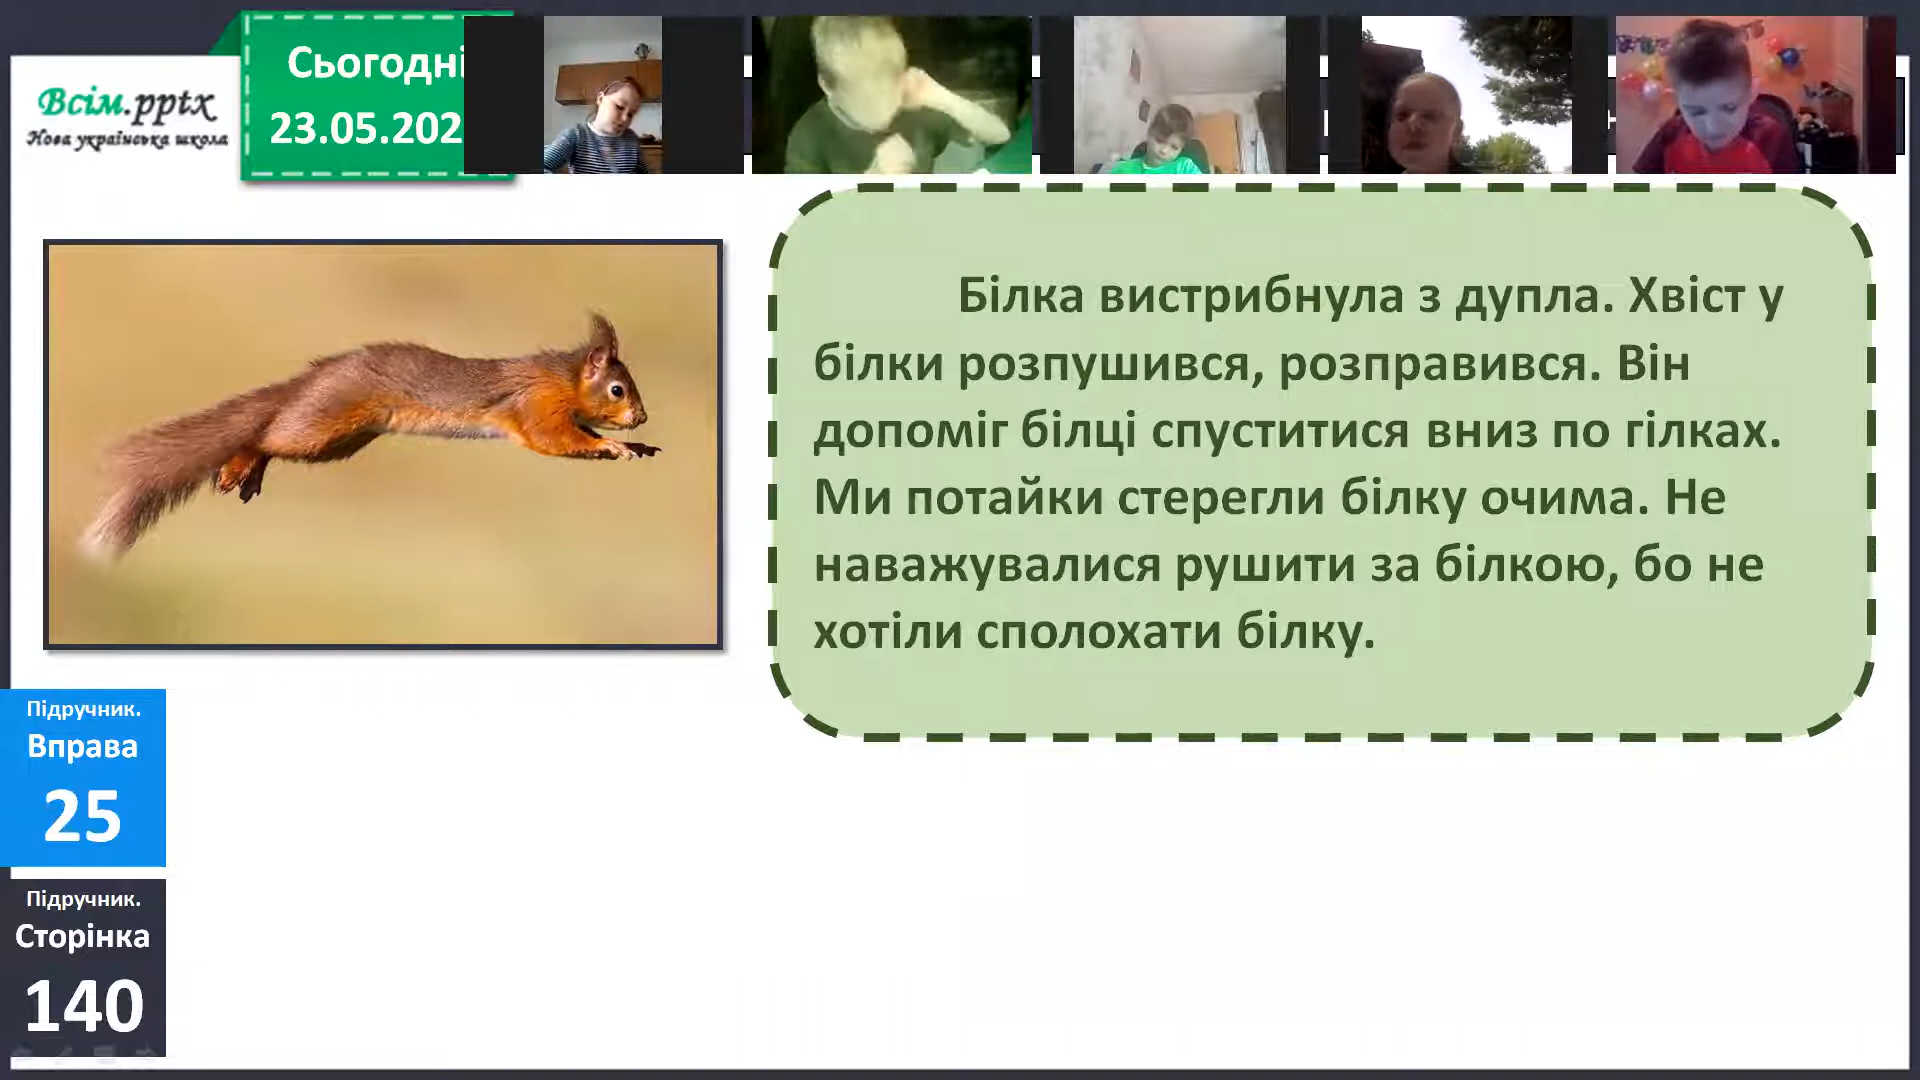 Всім.pptx
Нова українська школа
Сьогодні
23.05.202
Білка вистрибнула з дупла. Хвіст у
білки розпушився, розправився. Він
допоміг білці спуститися вниз по гілках.
Ми потайки стерегли білку очима. Не
наважувалися рушити за білкою, бо не
хотіли сполохати білку.
Підручник.
Вправа
25
Підручник.
Сторінка
140